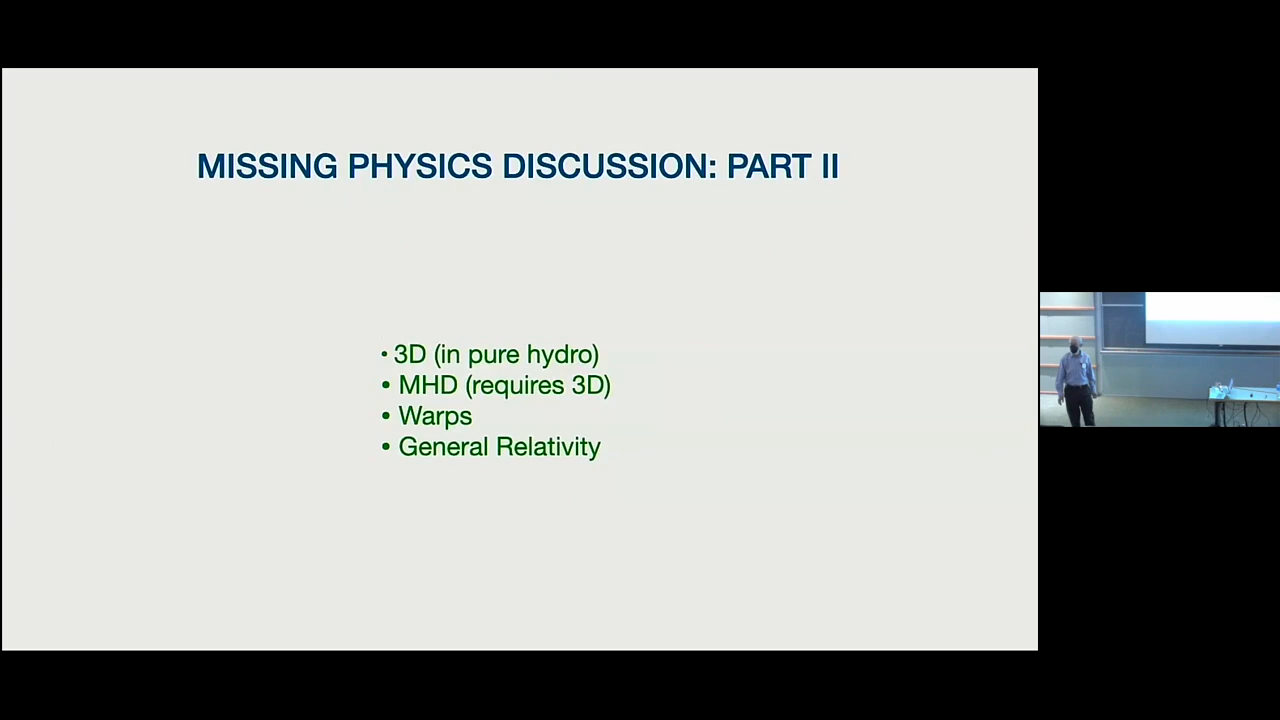 MISSING PHYSICS DISCUSSION: PART II
• 3D (in pure hydro)
• MHD (requires 3D)
• Warps
• General Relativity